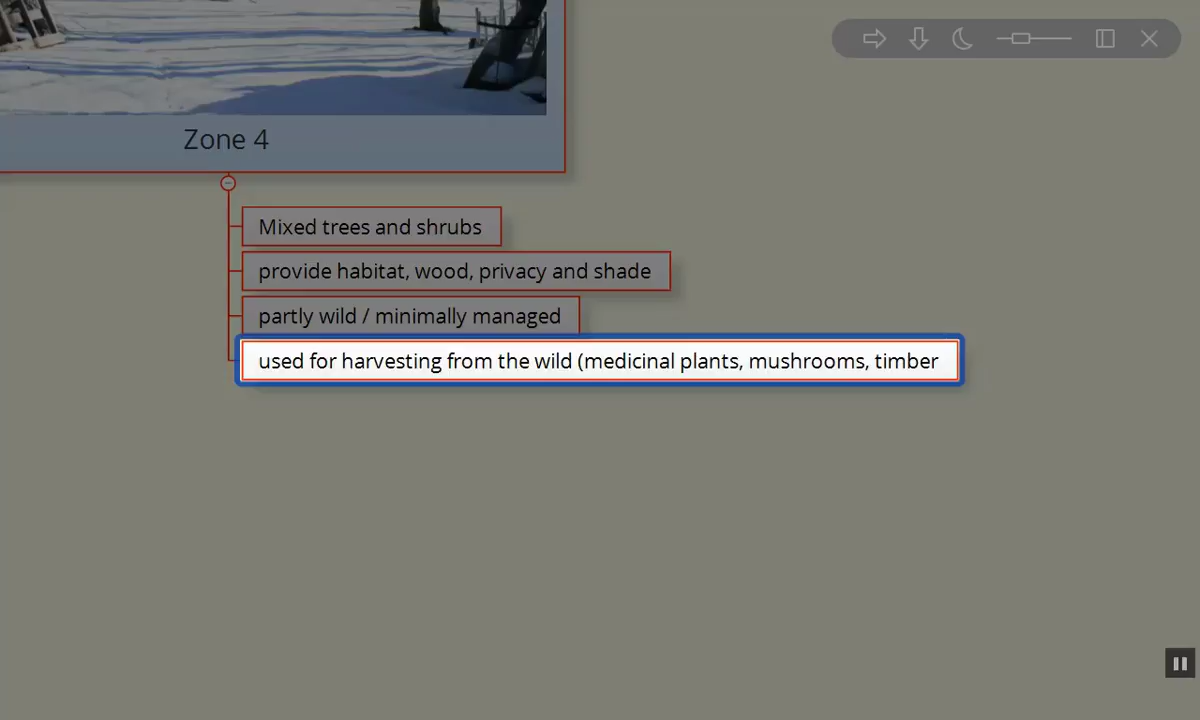 Zone 4
Mixed trees and shrubs
provide habitat, wood, privacy and shade
partly wild / minimally managed
used for harvesting from the wild (medicinal plants, mushrooms, timber